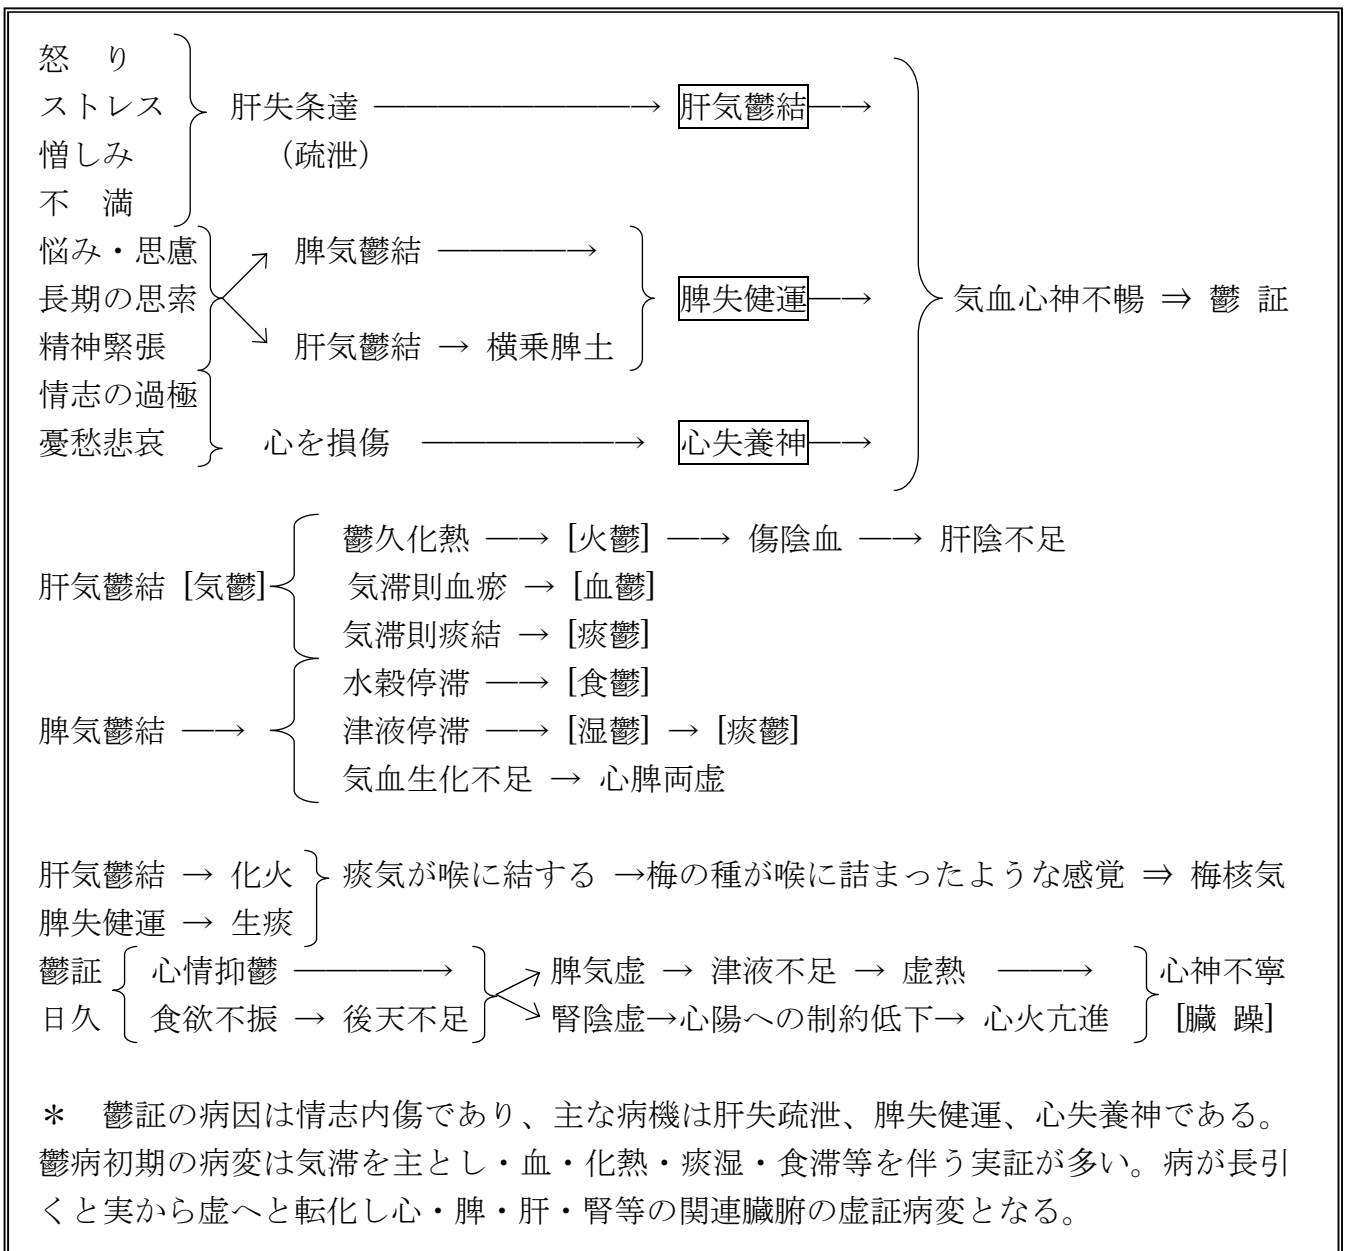 怒　り
ストレス 肝失条達 ――――――――→ 肝気鬱結―→
憎しみ （疏泄）
不　満
悩み・思慮 脾気鬱結 ――――→
長期の思索 脾失健運―→ 気血心神不暢 ⇒ 鬱 証
精神緊張 肝気鬱結 → 横乗脾土
情志の過極
憂愁悲哀 心を損傷 ――――――→ 心失養神―→
鬱久化熱 ―→ [火鬱] ―→ 傷陰血 ―→ 肝陰不足
肝気鬱結 [気鬱] 気滞則血瘀 → [血鬱]
気滞則痰結 → [痰鬱]
水穀停滞 ―→ [食鬱]
脾気鬱結 ―→ 津液停滞 ―→ [湿鬱] → [痰鬱]
気血生化不足 → 心脾両虚
肝気鬱結 → 化火 痰気が喉に結する →梅の種が喉に詰まったような感覚 ⇒ 梅核気
脾失健運 → 生痰
鬱証 心情抑鬱 ――――→ 脾気虚 → 津液不足 → 虚熱 ――→ 心神不寧
日久 食欲不振 → 後天不足 腎陰虚→心陽への制約低下→ 心火亢進 [臓 躁]
＊　鬱証の病因は情志内傷であり、主な病機は肝失疏泄、脾失健運、心失養神である。
鬱病初期の病変は気滞を主とし・血・化熱・痰湿・食滞等を伴う実証が多い。病が長引
くと実から虚へと転化し心・脾・肝・腎等の関連臓腑の虚証病変となる。